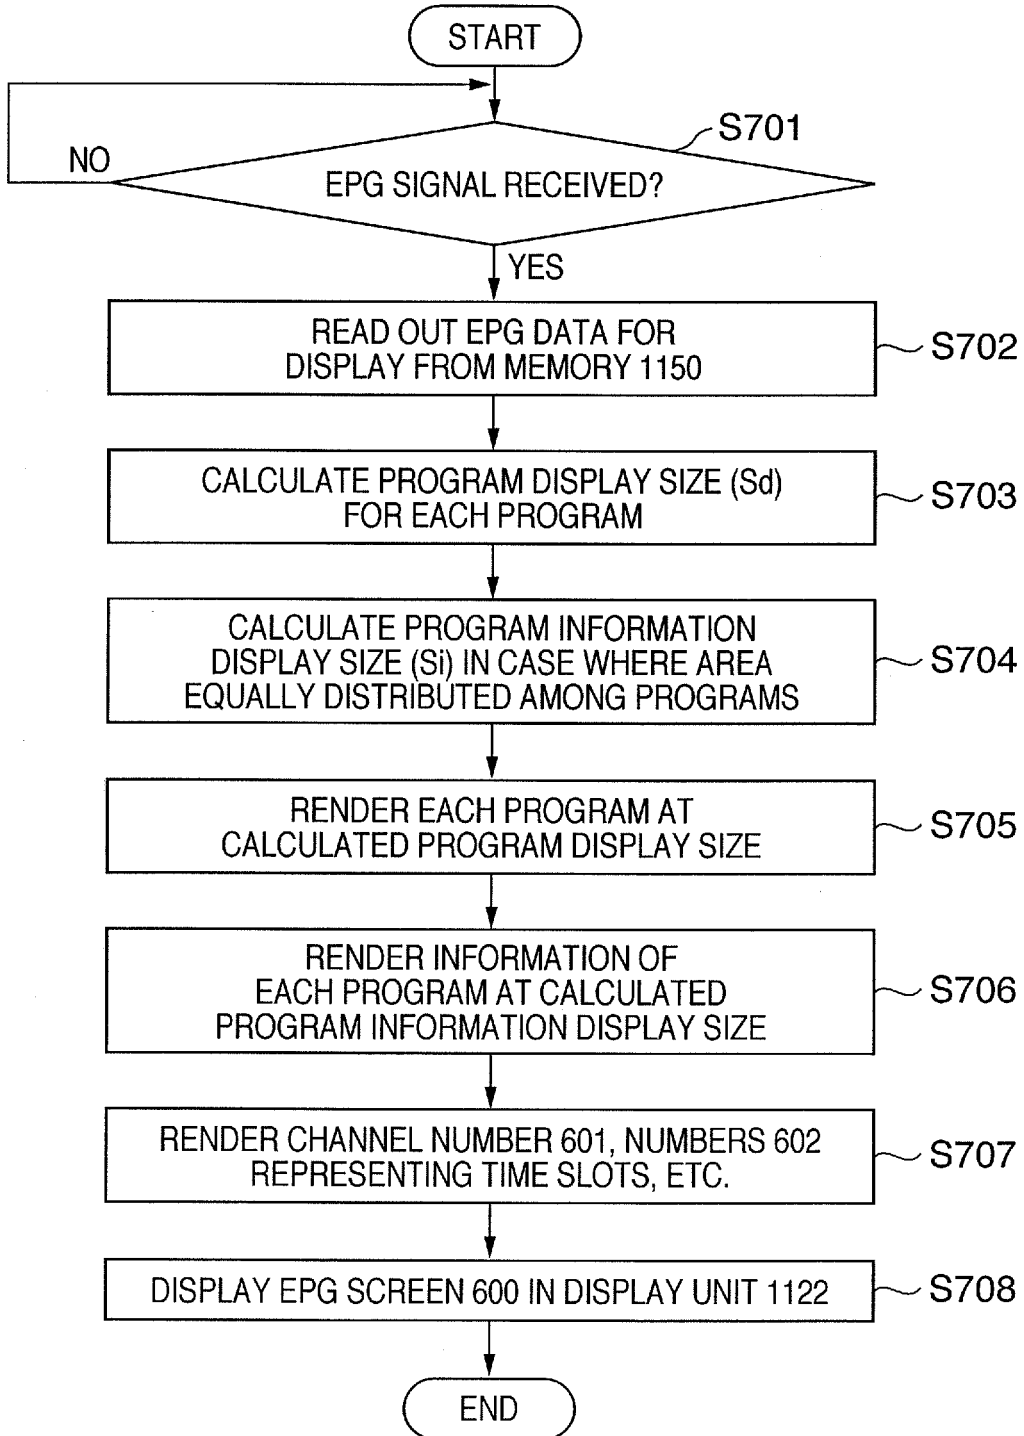 START
S701
NO
EPG SIGNAL RECEIVED?
YES
READ OUT EPG DATA FOR
DISPLAY FROM MEMORY 1150
S702
CALCULATE PROGRAM DISPLAY SIZE (Sd)
FOR EACH PROGRAM
S703
CALCULATE PROGRAM INFORMATION
DISPLAY SIZE (Si) IN CASE WHERE AREA
EQUALLY DISTRIBUTED AMONG PROGRAMS
S704
RENDER EACH PROGRAM AT
CALCULATED PROGRAM DISPLAY SIZE
S705
RENDER INFORMATION OF
EACH PROGRAM AT CALCULATED
PROGRAM INFORMATION DISPLAY SIZE
S706
RENDER CHANNEL NUMBER 601, NUMBERS 602
REPRESENTING TIME SLOTS, ETC.
S707
DISPLAY EPG SCREEN 600 IN DISPLAY UNIT 1122
S708
END